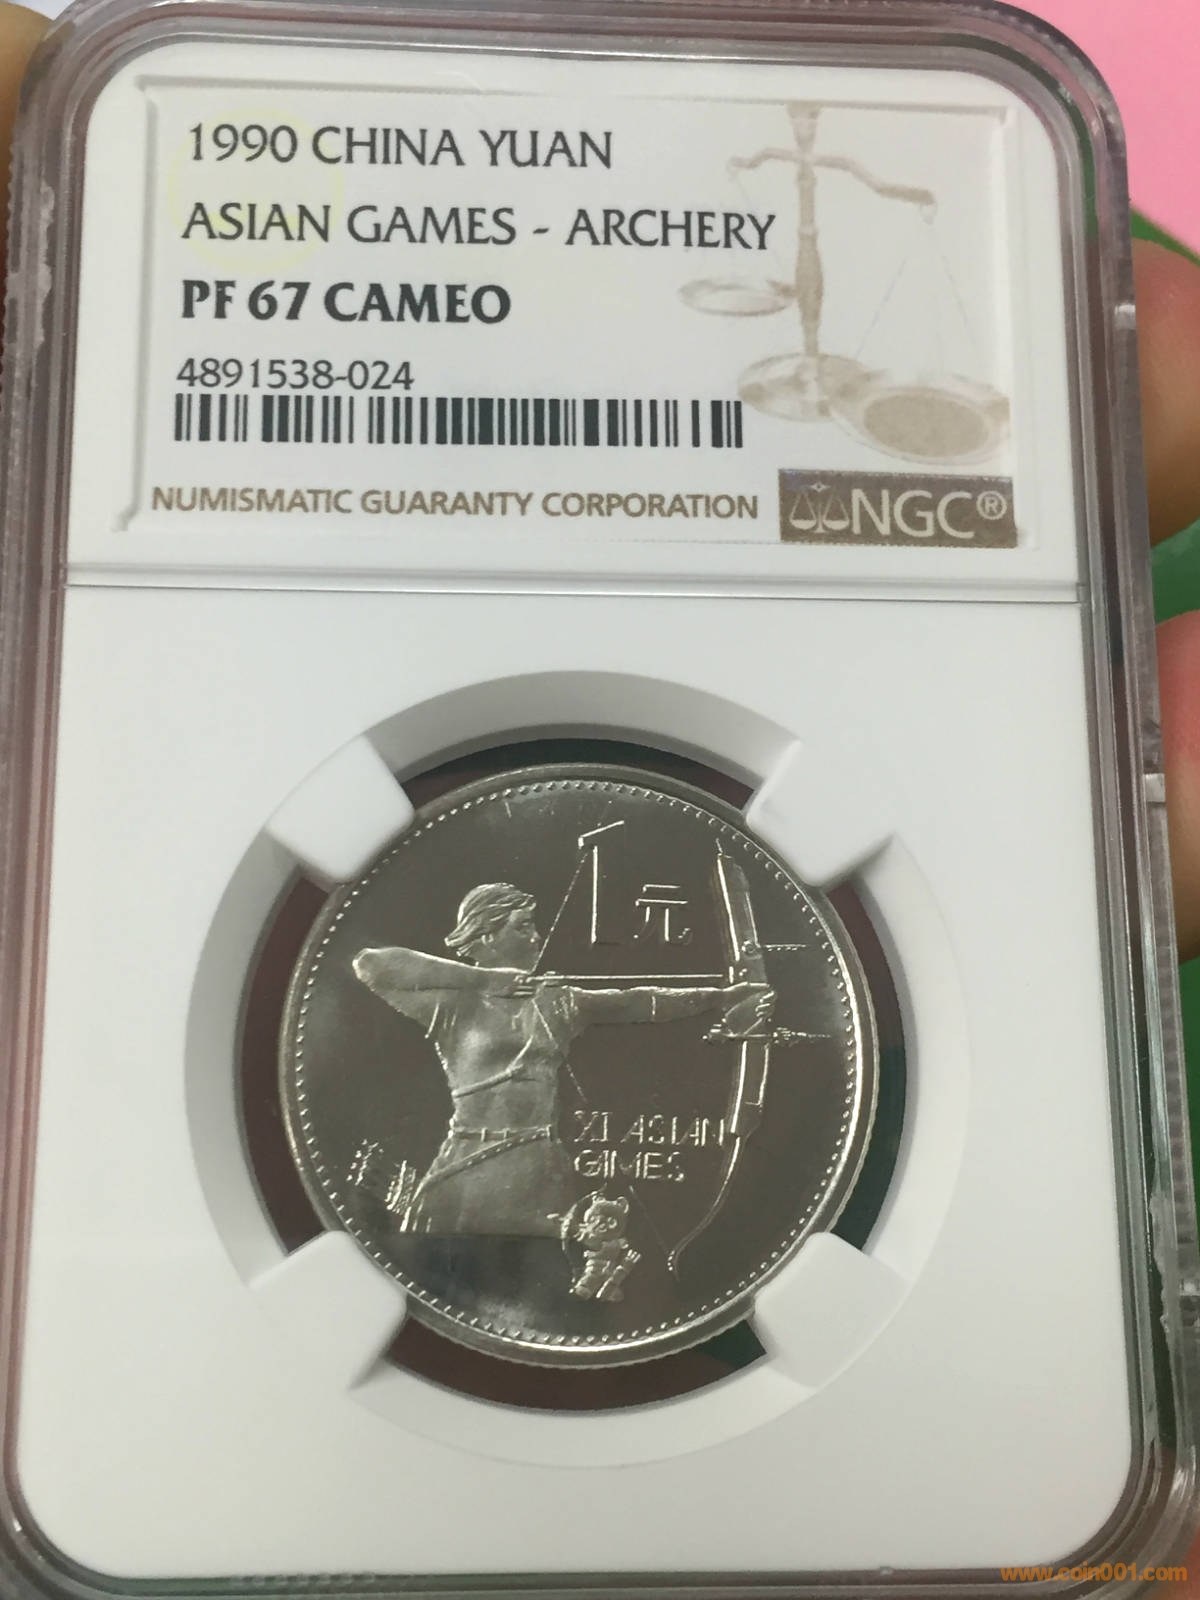 1990 CHINA YUAN
ASIAN GAMES - ARCHERY
PF 67 CAMEO
4891538-024
NUMISMATIC GUARANTY CORPORATION
NGC®
1元
XI ASIAN
GAMES
www.coin001.com